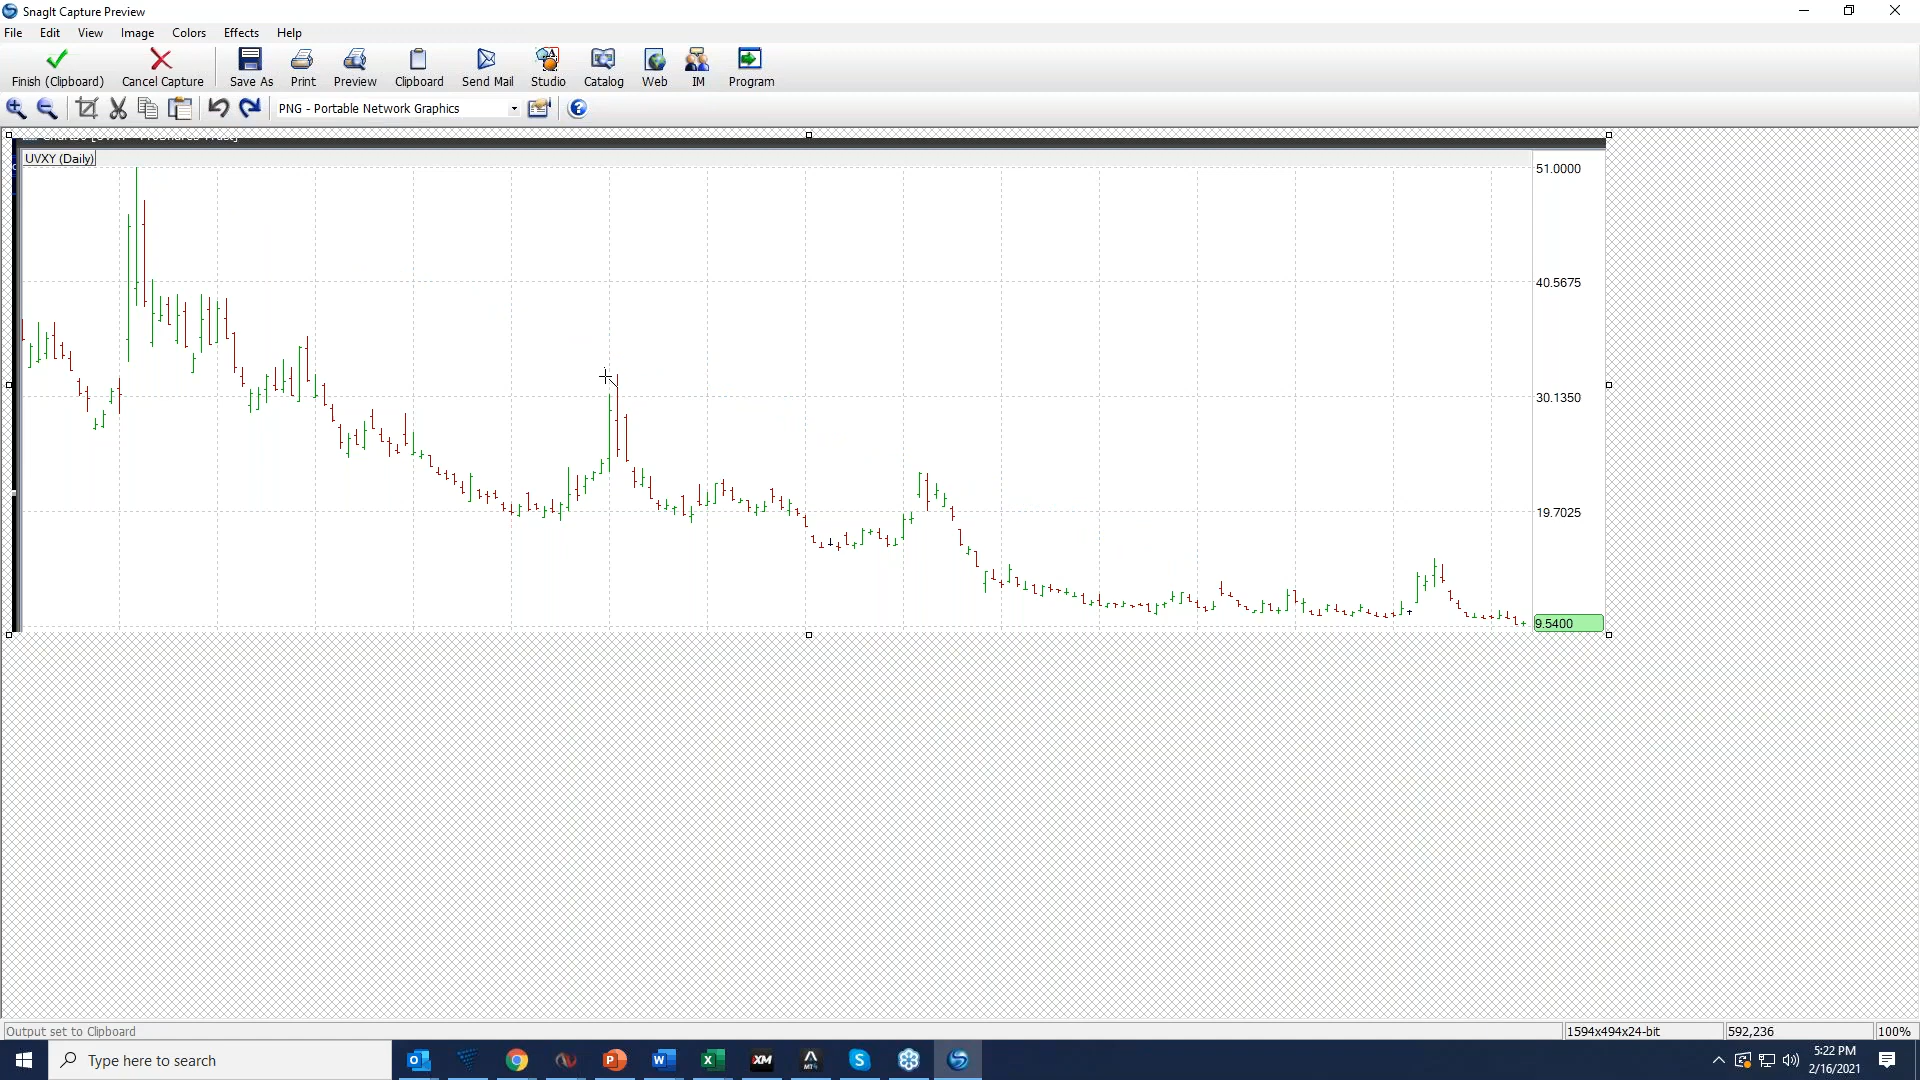 SnagIt Capture Preview
File Edit View Image Colors Effects Help
Finish (Clipboard) Cancel Capture Save As Print Preview Clipboard Send Mail Studio Catalog Web IM Program
PNG - Portable Network Graphics
UVXY (Daily)
51.0000
40.5675
30.1350
19.7025
9.5400
Output set to Clipboard 1594x494x24-bit 592,236 100%
Type here to search
5:22 PM
2/16/2021